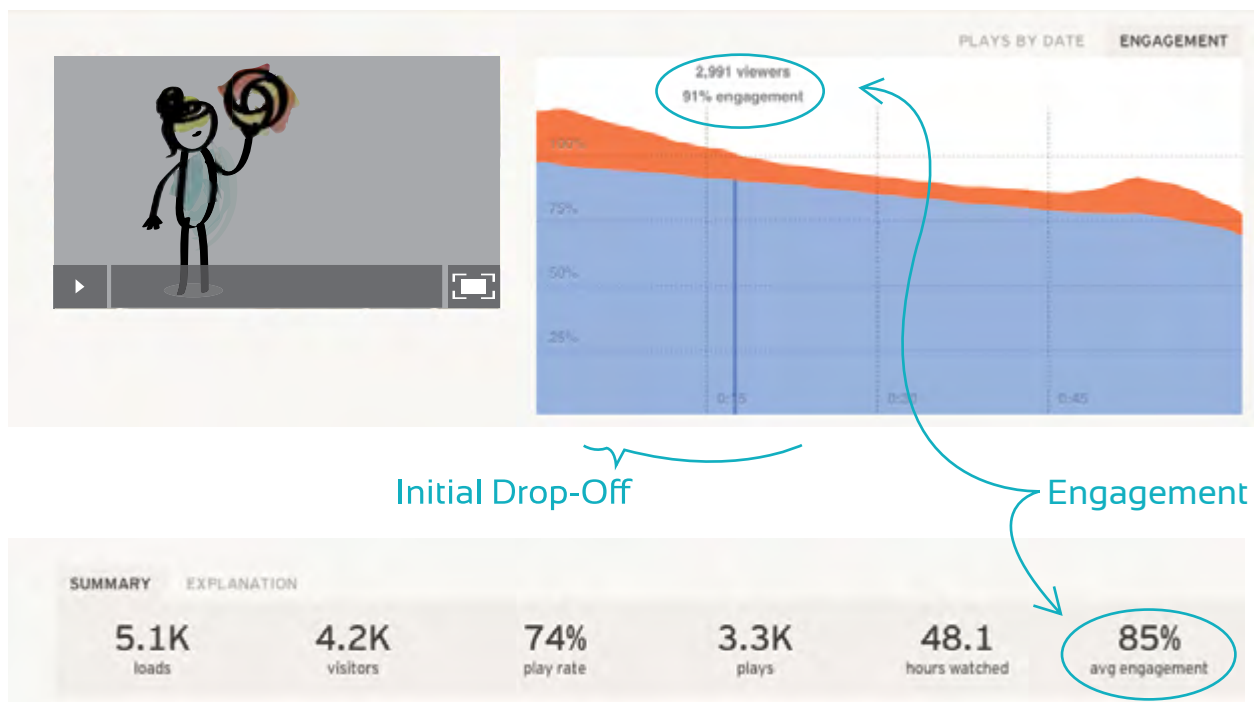 PLAYS BY DATE ENGAGEMENT
2,991 viewers
91% engagement
100%
75%
50%
25%
0:15 0:30 0:45
Initial Drop-Off
Engagement
SUMMARY EXPLANATION
5.1K 4.2K 74% 3.3K 48.1 85%
loads visitors play rate plays hours watched avg engagement